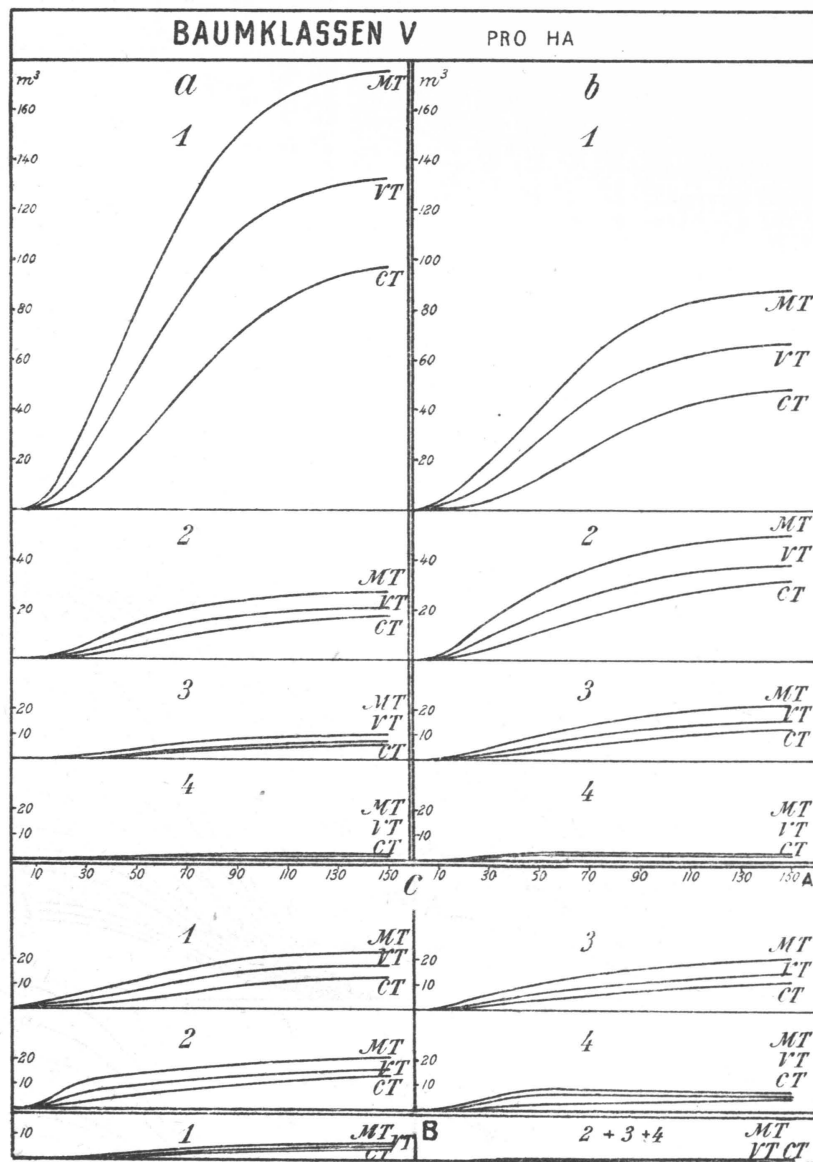 BAUMKLASSEN V PRO HA
m³ a m³ b
160 MT 160
1 1
140 140
120 VT 120
100 100
80 CT 80 MT
60 60 VT
40 40 CT
20 20
2 MT 2 MT
40 VT 40 VT
20 CT 20 CT
3 MT 3 MT
20 VT 20 VT
10 CT 10 CT
4 MT 4 MT
20 VT 20 VT
10 CT 10 CT
10 30 50 70 90 110 130 150 C 10 30 50 70 90 110 130 150 A
1 MT 3 MT
20 VT 20 VT
10 CT 10 CT
2 MT 4 MT
20 VT 20 VT
10 CT 10 CT
10 1 MT VT B 2 + 3 + 4 MT
CT VT CT